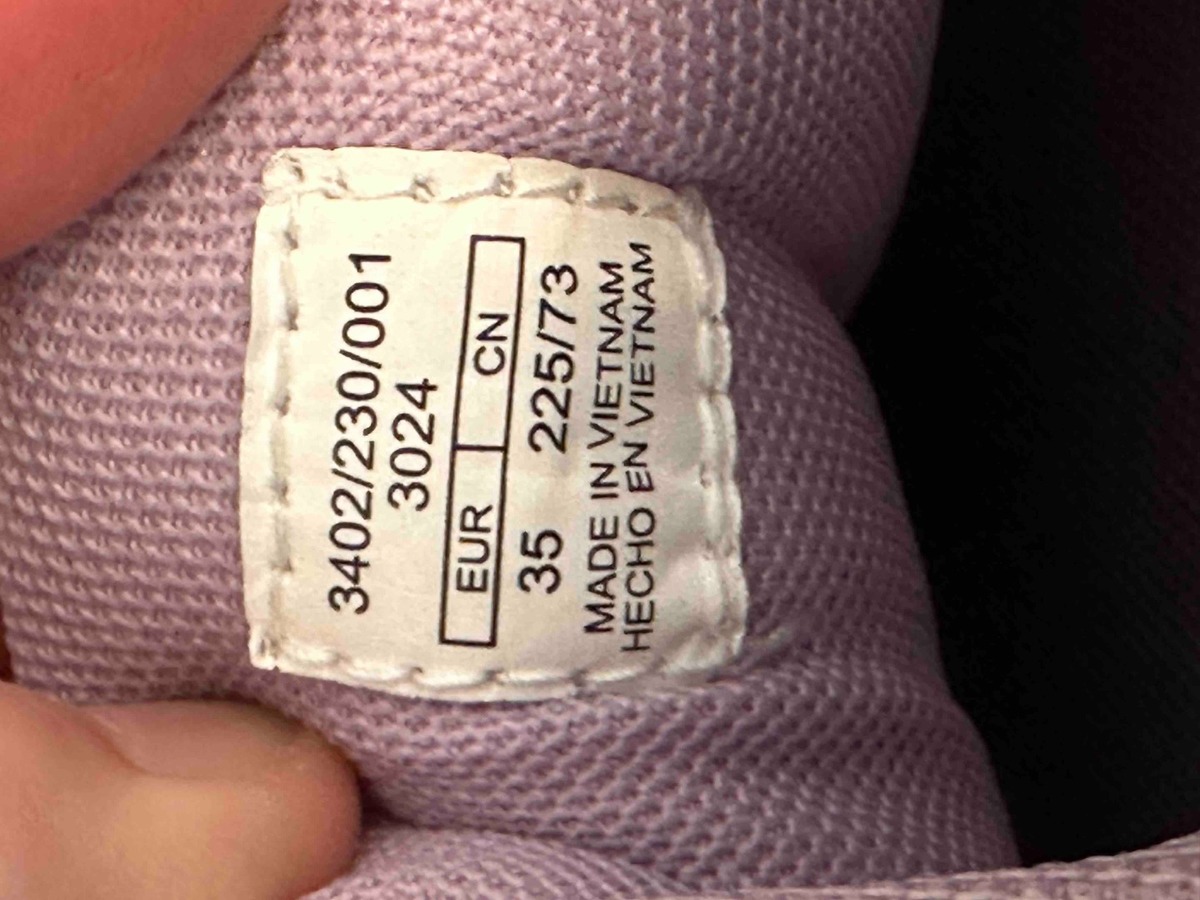 3402/230/001
3024
EUR CN
35 225/73
MADE IN VIETNAM
HECHO EN VIETNAM